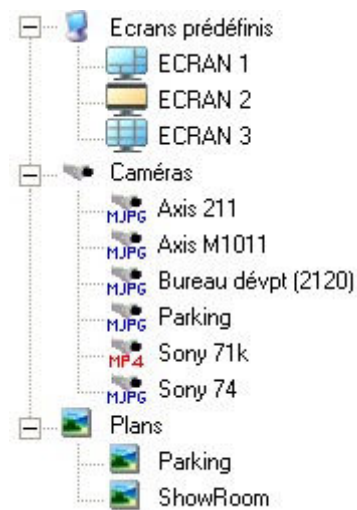 Ecrans prédéfinis
ECRAN 1
ECRAN 2
ECRAN 3
Caméras
MJPG Axis 211
MJPG Axis M1011
MJPG Bureau dévpt (2120)
MJPG Parking
MP4 Sony 71k
MJPG Sony 74
Plans
Parking
ShowRoom